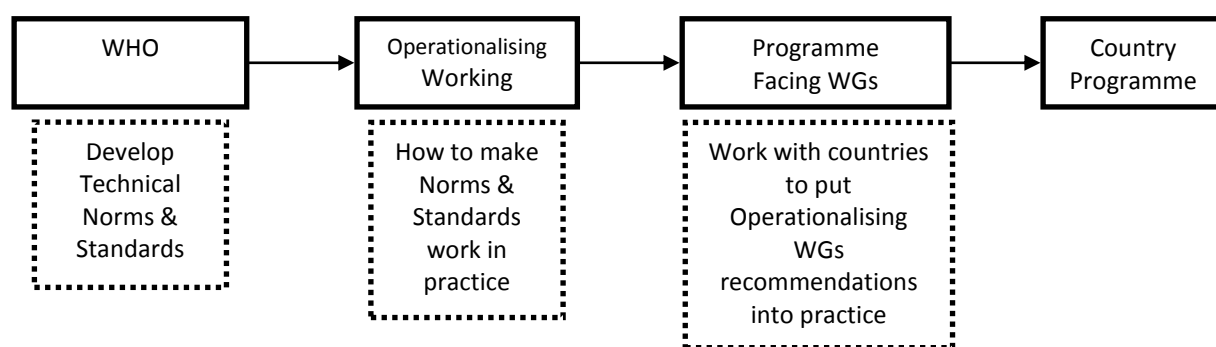 WHO
Operationalising
Working
Programme
Facing WGs
Country
Programme
Develop
Technical
Norms &
Standards
How to make
Norms &
Standards
work in
practice
Work with countries
to put
Operationalising
WGs
recommendations
into practice